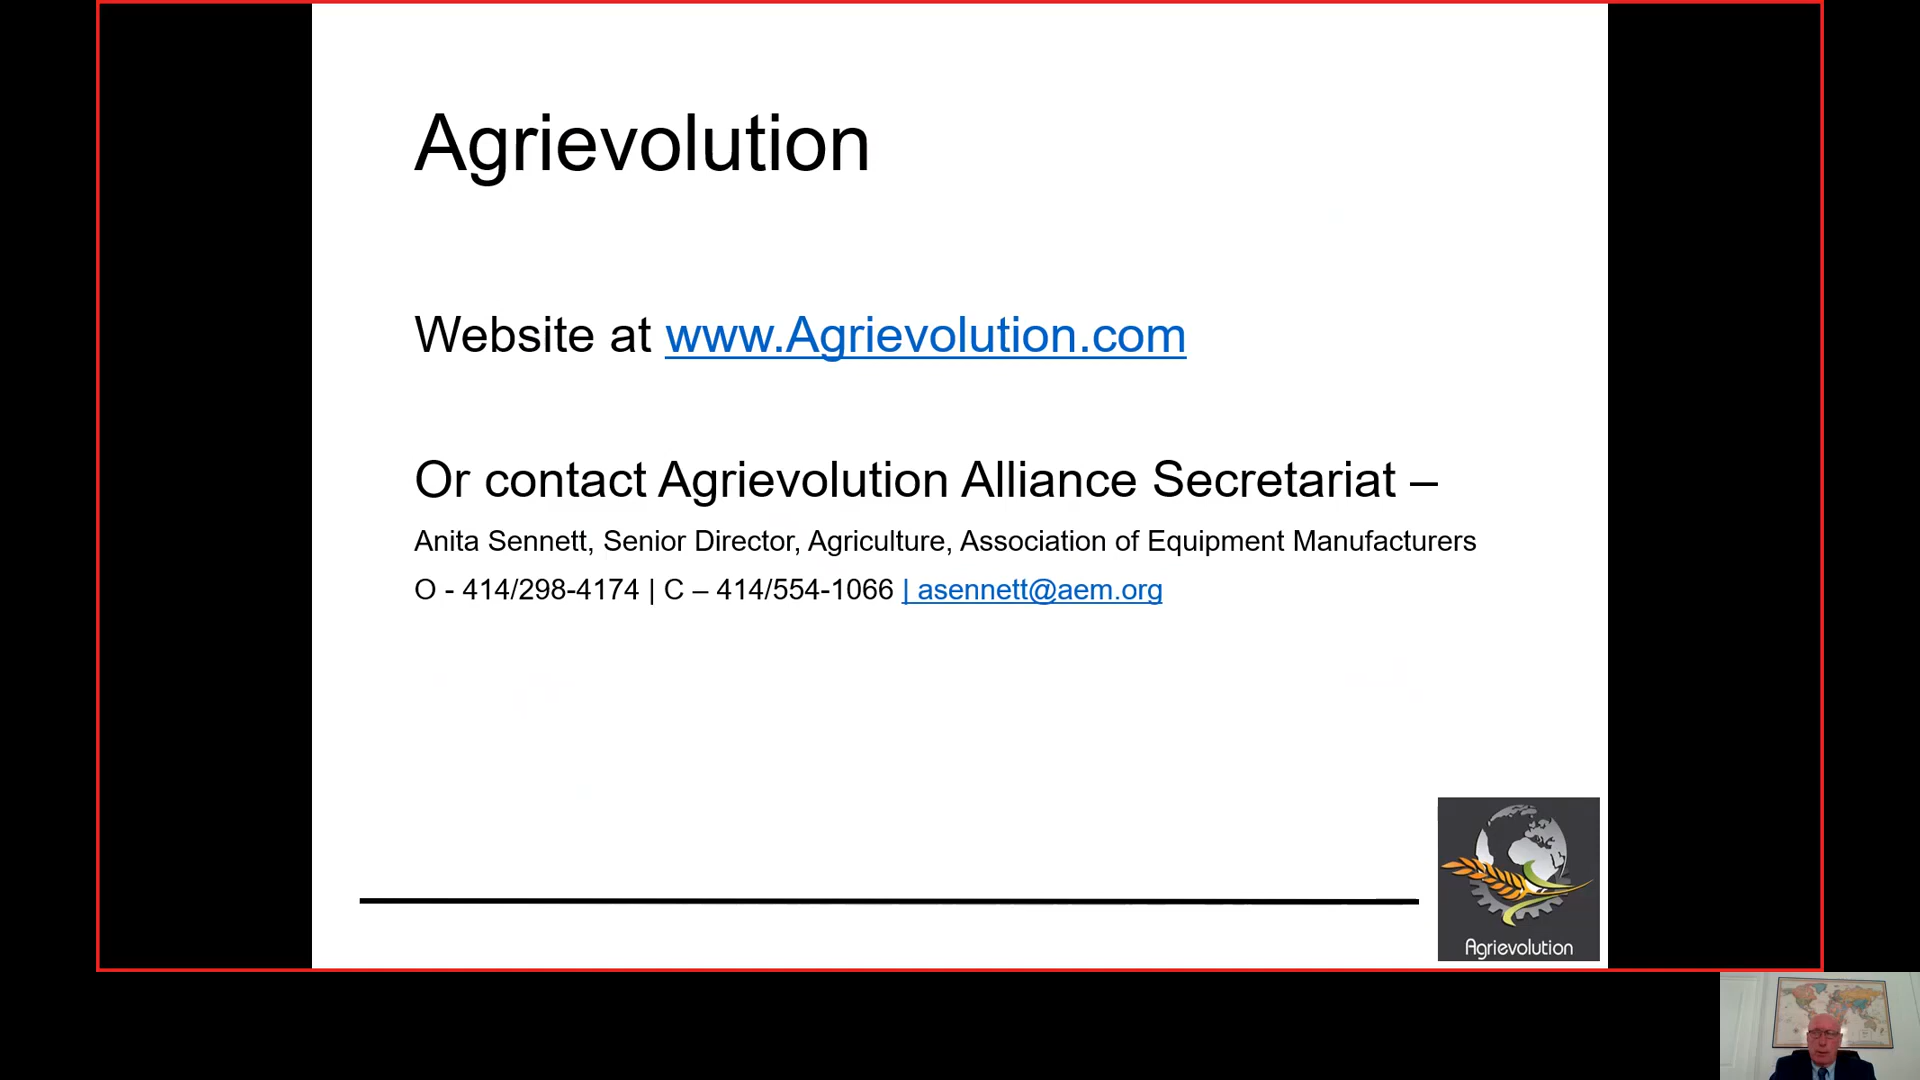 Agrievolution
Website at www.Agrievolution.com
Or contact Agrievolution Alliance Secretariat –
Anita Sennett, Senior Director, Agriculture, Association of Equipment Manufacturers
O - 414/298-4174 | C – 414/554-1066 | asennett@aem.org
Agrievolution